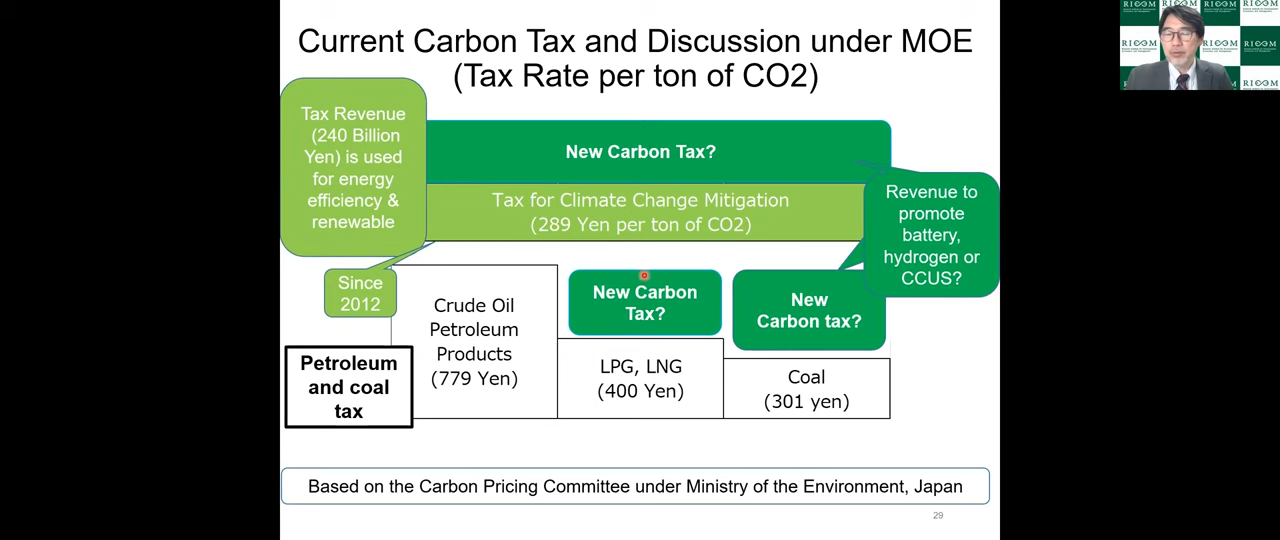 Current Carbon Tax and Discussion under MOE
(Tax Rate per ton of CO2)
Tax Revenue
(240 Billion
Yen) is used
for energy
efficiency &
renewable
New Carbon Tax?
Tax for Climate Change Mitigation
(289 Yen per ton of CO2)
Revenue to
promote
battery,
hydrogen or
CCUS?
Since
2012
Crude Oil
Petroleum
Products
(779 Yen)
New Carbon
Tax?
New
Carbon tax?
Petroleum
and coal
tax
LPG, LNG
(400 Yen)
Coal
(301 yen)
Based on the Carbon Pricing Committee under Ministry of the Environment, Japan
29